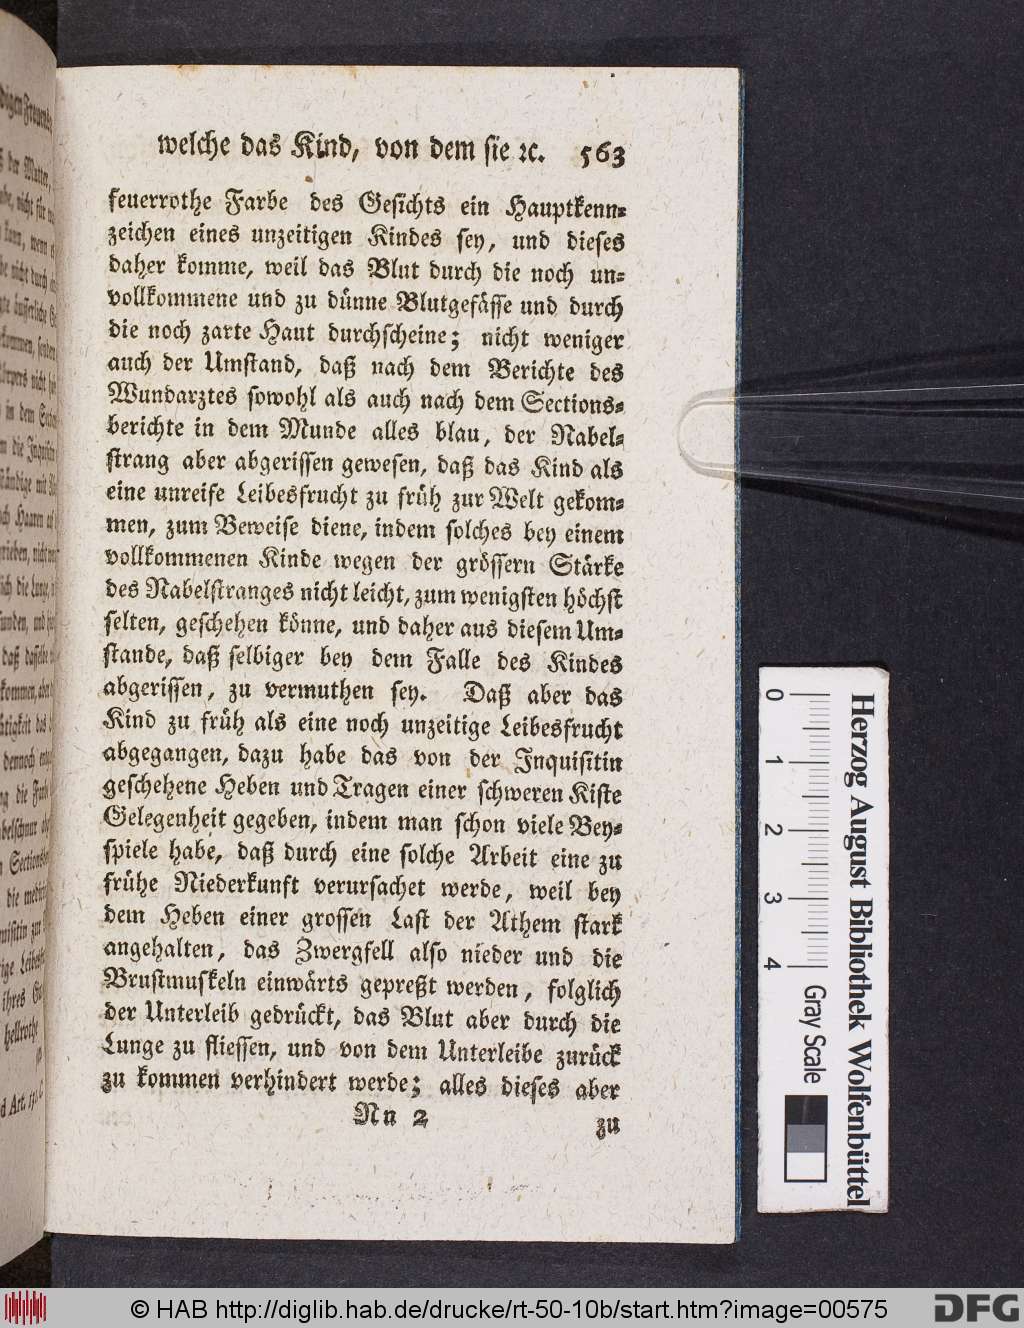 welche das Kind, von dem sie ꝛc. 563
feuerrothe Farbe des Gesichts ein Hauptkenn⸗
zeichen eines unzeitigen Kindes sey, und dieses
daher komme, weil das Blut durch die noch un⸗
vollkommene und zu dünne Blutgefässe und durch
die noch zarte Haut durchscheine; nicht weniger
auch der Umstand, daß nach dem Berichte des
Wundarztes sowohl als auch nach dem Sections⸗
berichte in dem Munde alles blau, der Nabel⸗
strang aber abgerissen gewesen, daß das Kind als
eine unreife Leibesfrucht zu früh zur Welt gekom⸗
men, zum Beweise diene, indem solches bey einem
vollkommenen Kinde wegen der grössern Stärke
des Nabelstranges nicht leicht, zum wenigsten höchst
selten, geschehen könne, und daher aus diesem Um⸗
stande, daß selbiger bey dem Falle des Kindes
abgerissen, zu vermuthen sey. Daß aber das
Kind zu früh als eine noch unzeitige Leibesfrucht
abgegangen, dazu habe das von der Inquisitin
geschehene Heben und Tragen einer schweren Kiste
Gelegenheit gegeben, indem man schon viele Bey⸗
spiele habe, daß durch eine solche Arbeit eine zu
frühe Niederkunft verursachet werde, weil bey
dem Heben einer grossen Last der Athem stark
angehalten, das Zwergfell also nieder und die
Brustmuskeln einwärts gepreßt werden, folglich
der Unterleib gedrückt, das Blut aber durch die
Lunge zu fliessen, und von dem Unterleibe zurück
zu kommen verhindert werde; alles dieses aber
Nn 2 zu
0 1 2 3 4 Gray Scale
Herzog August Bibliothek Wolfenbüttel
© HAB http://diglib.hab.de/drucke/rt-50-10b/start.htm?image=00575
DFG